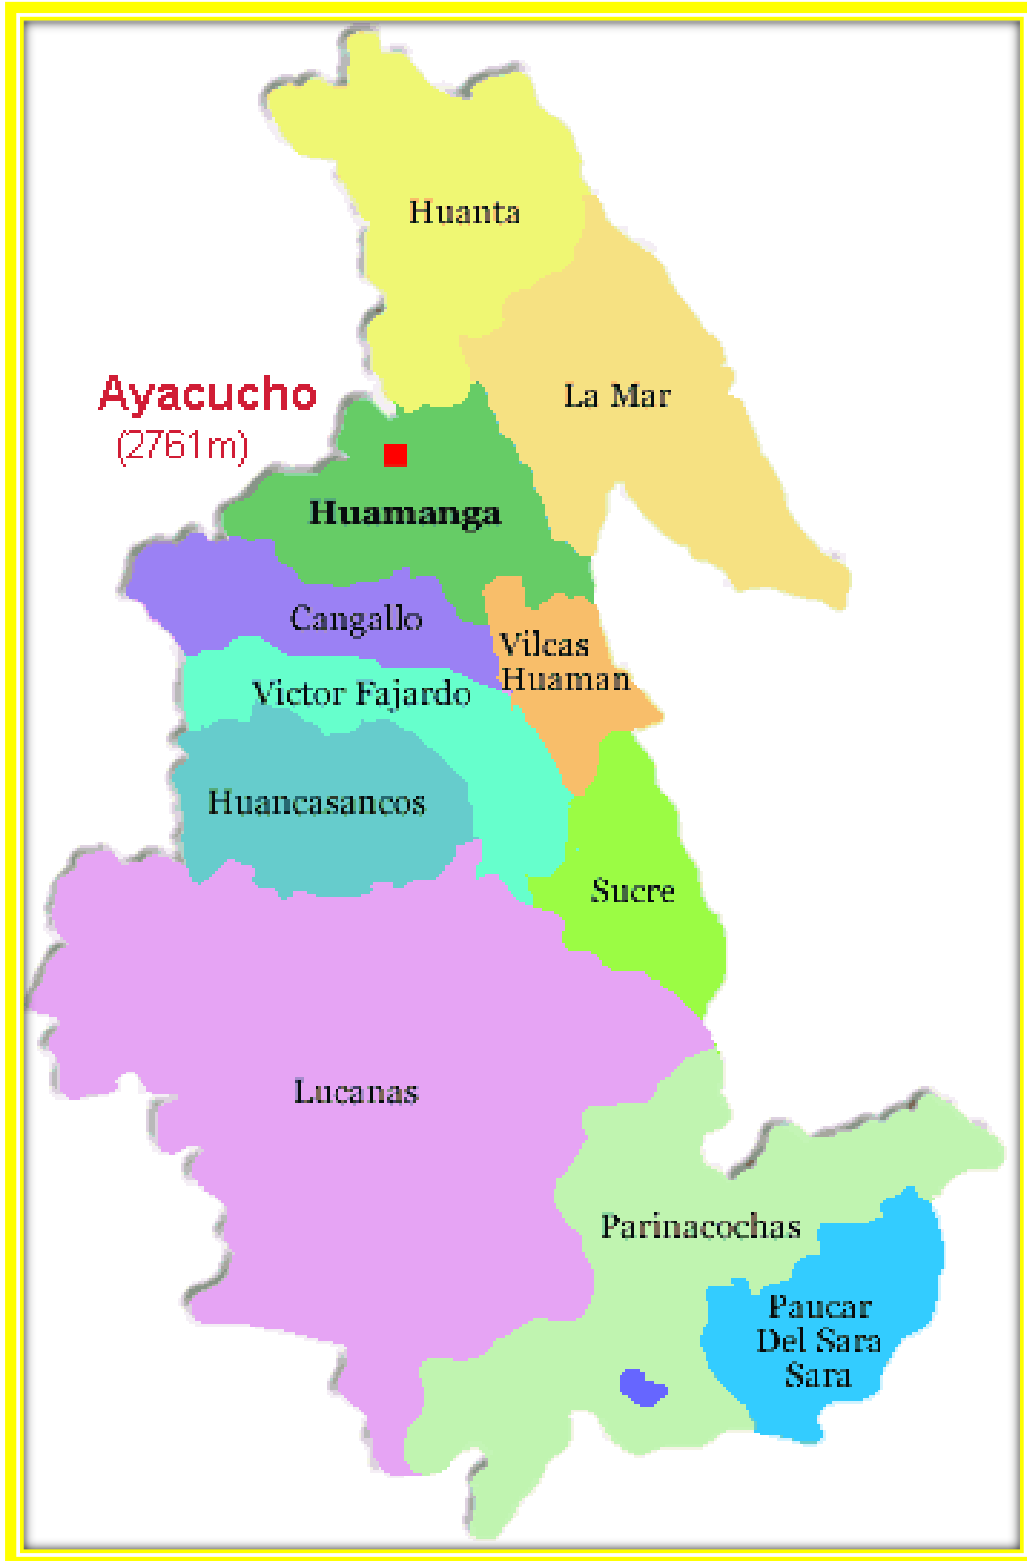 Huanta
Ayacucho
(2761m)
La Mar
Huamanga
Cangallo
Vilcas
Huaman
Victor Fajardo
Huancasancos
Sucre
Lucanas
Parinacochas
Paucar
Del Sara
Sara